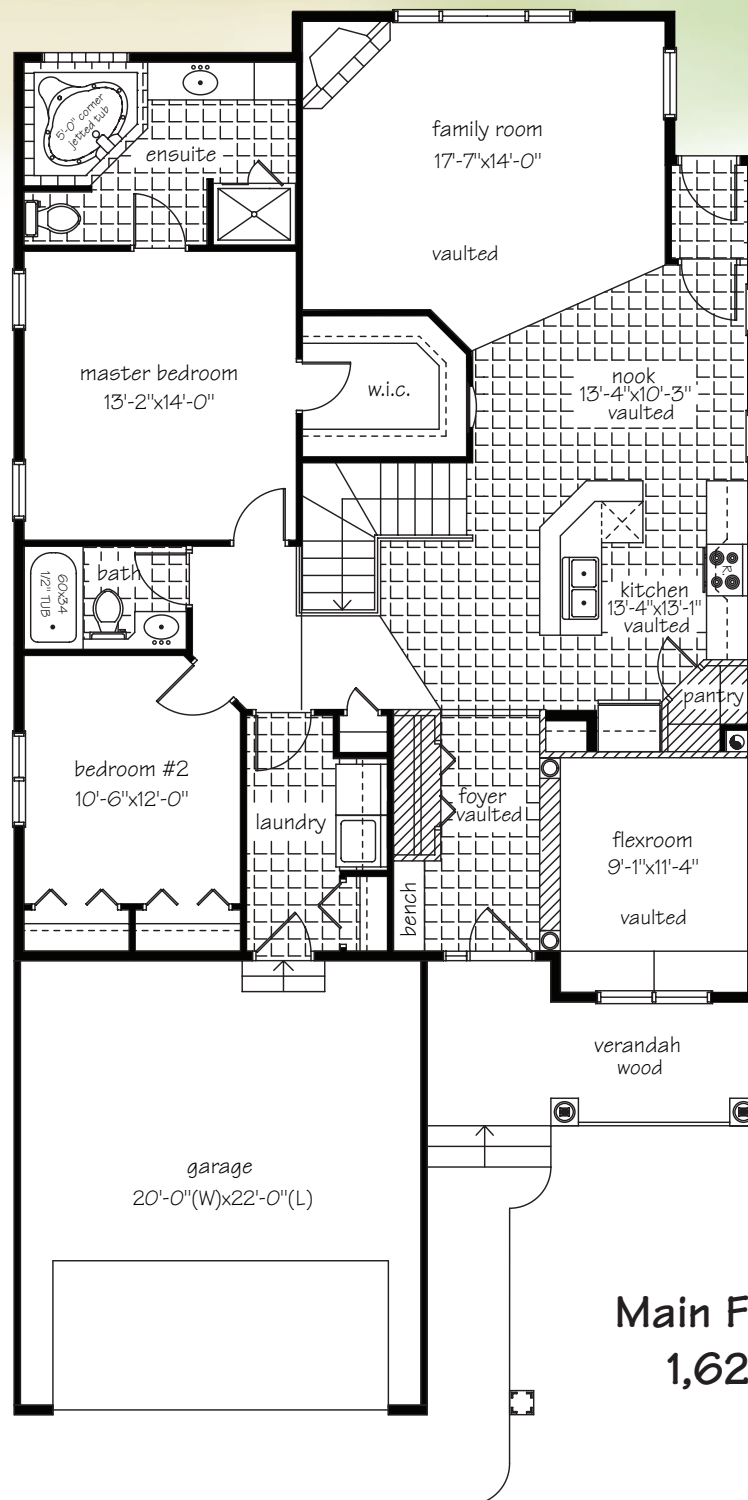 family room
17'-7"x14'-0"
vaulted
5'-0" corner
jetted tub
ensuite
master bedroom
13'-2"x14'-0"
w.i.c.
nook
13'-4"x10'-3"
vaulted
bath
60x34
1/2" TUB
kitchen
13'-4"x13'-1"
vaulted
pantry
bedroom #2
10'-6"x12'-0"
laundry
foyer
vaulted
bench
flexroom
9'-1"x11'-4"
vaulted
verandah
wood
garage
20'-0"(W)x22'-0"(L)
Main F
1,62